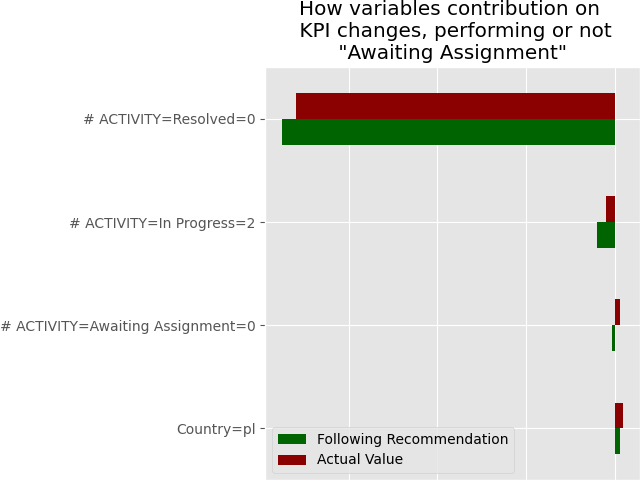 How variables contribution on
KPI changes, performing or not
"Awaiting Assignment"
# ACTIVITY=Resolved=0
# ACTIVITY=In Progress=2
# ACTIVITY=Awaiting Assignment=0
Country=pl
Following Recommendation
Actual Value